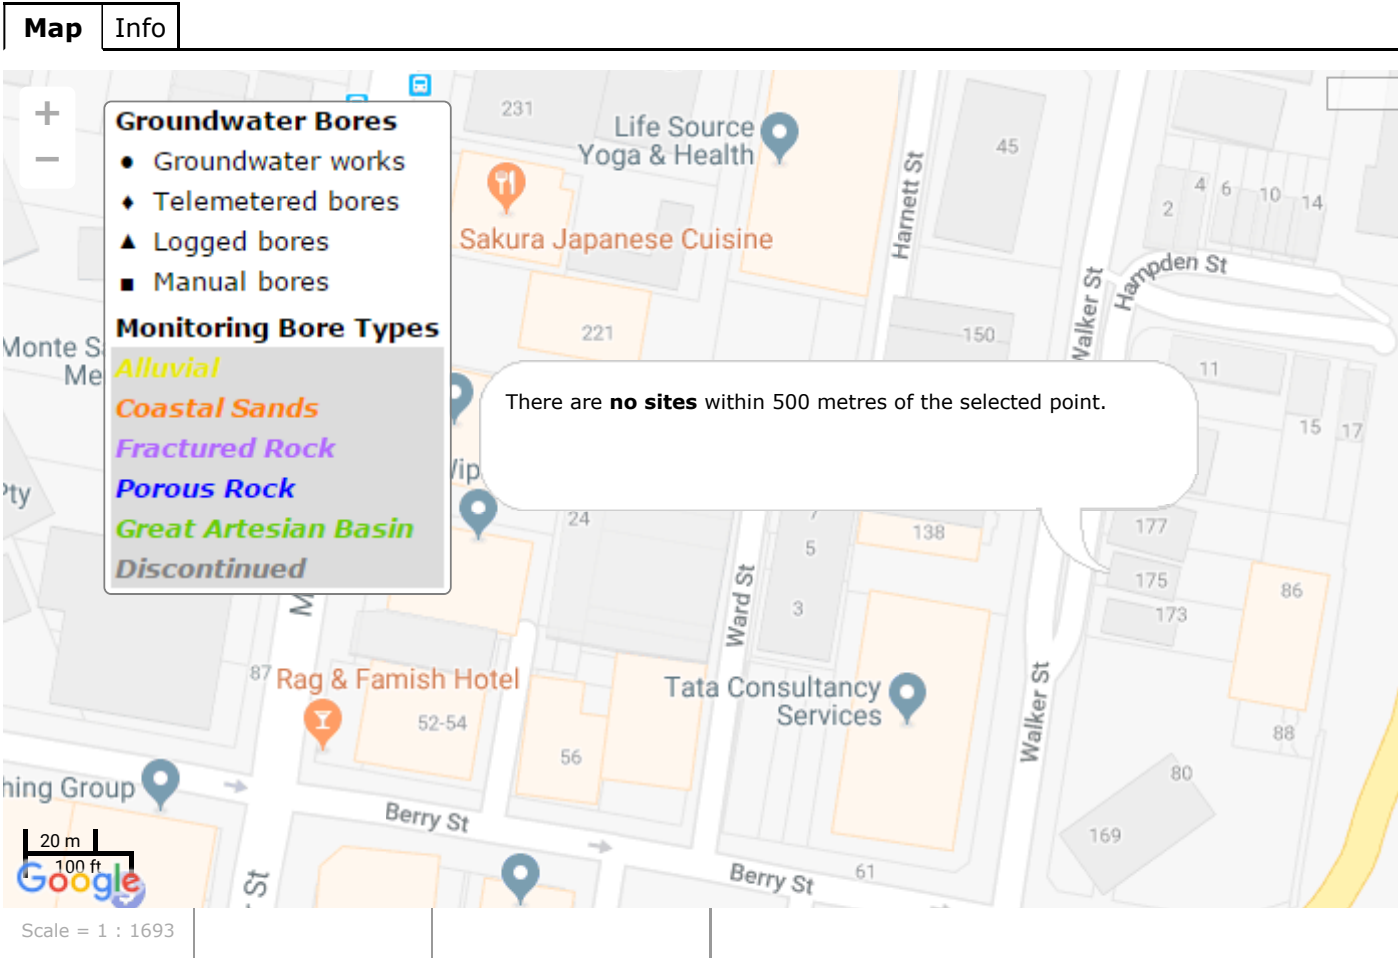 Map
Info
+
−
Groundwater Bores
Groundwater works
Telemetered bores
Logged bores
Manual bores
Monitoring Bore Types
Alluvial
Coastal Sands
Fractured Rock
Porous Rock
Great Artesian Basin
Discontinued
231
Life Source
Yoga & Health
Sakura Japanese Cuisine
221
Harnett St
45
150
Walker St
Hampden St
2
4
6
10
14
11
15
17
Monte S
Me
There are no sites within 500 metres of the selected point.
24
5
3
138
177
175
173
86
88
80
169
Ward St
Walker St
87
Rag & Famish Hotel
52-54
56
Tata Consultancy
Services
hing Group
Berry St
Berry St
61
St
20 m
100 ft
Google
Scale = 1 : 1693